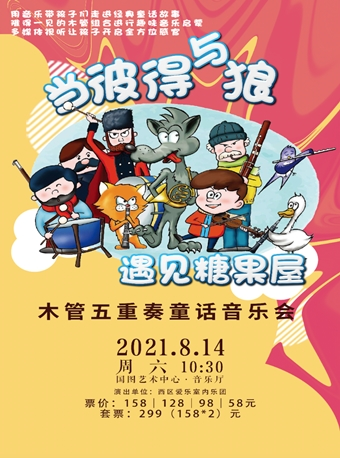 用音乐带孩子们走进经典童话故事
难得一见的木管组合进行趣味音乐启蒙
多媒体视听让孩子开启全方位感官
当彼得与狼
遇见糖果屋
木管五重奏童话音乐会
2021.8.14
周六 10:30
国图艺术中心·音乐厅
演出单位：西区爱乐室内乐团
票价：158｜128｜98｜58元
套票：299（158*2）元